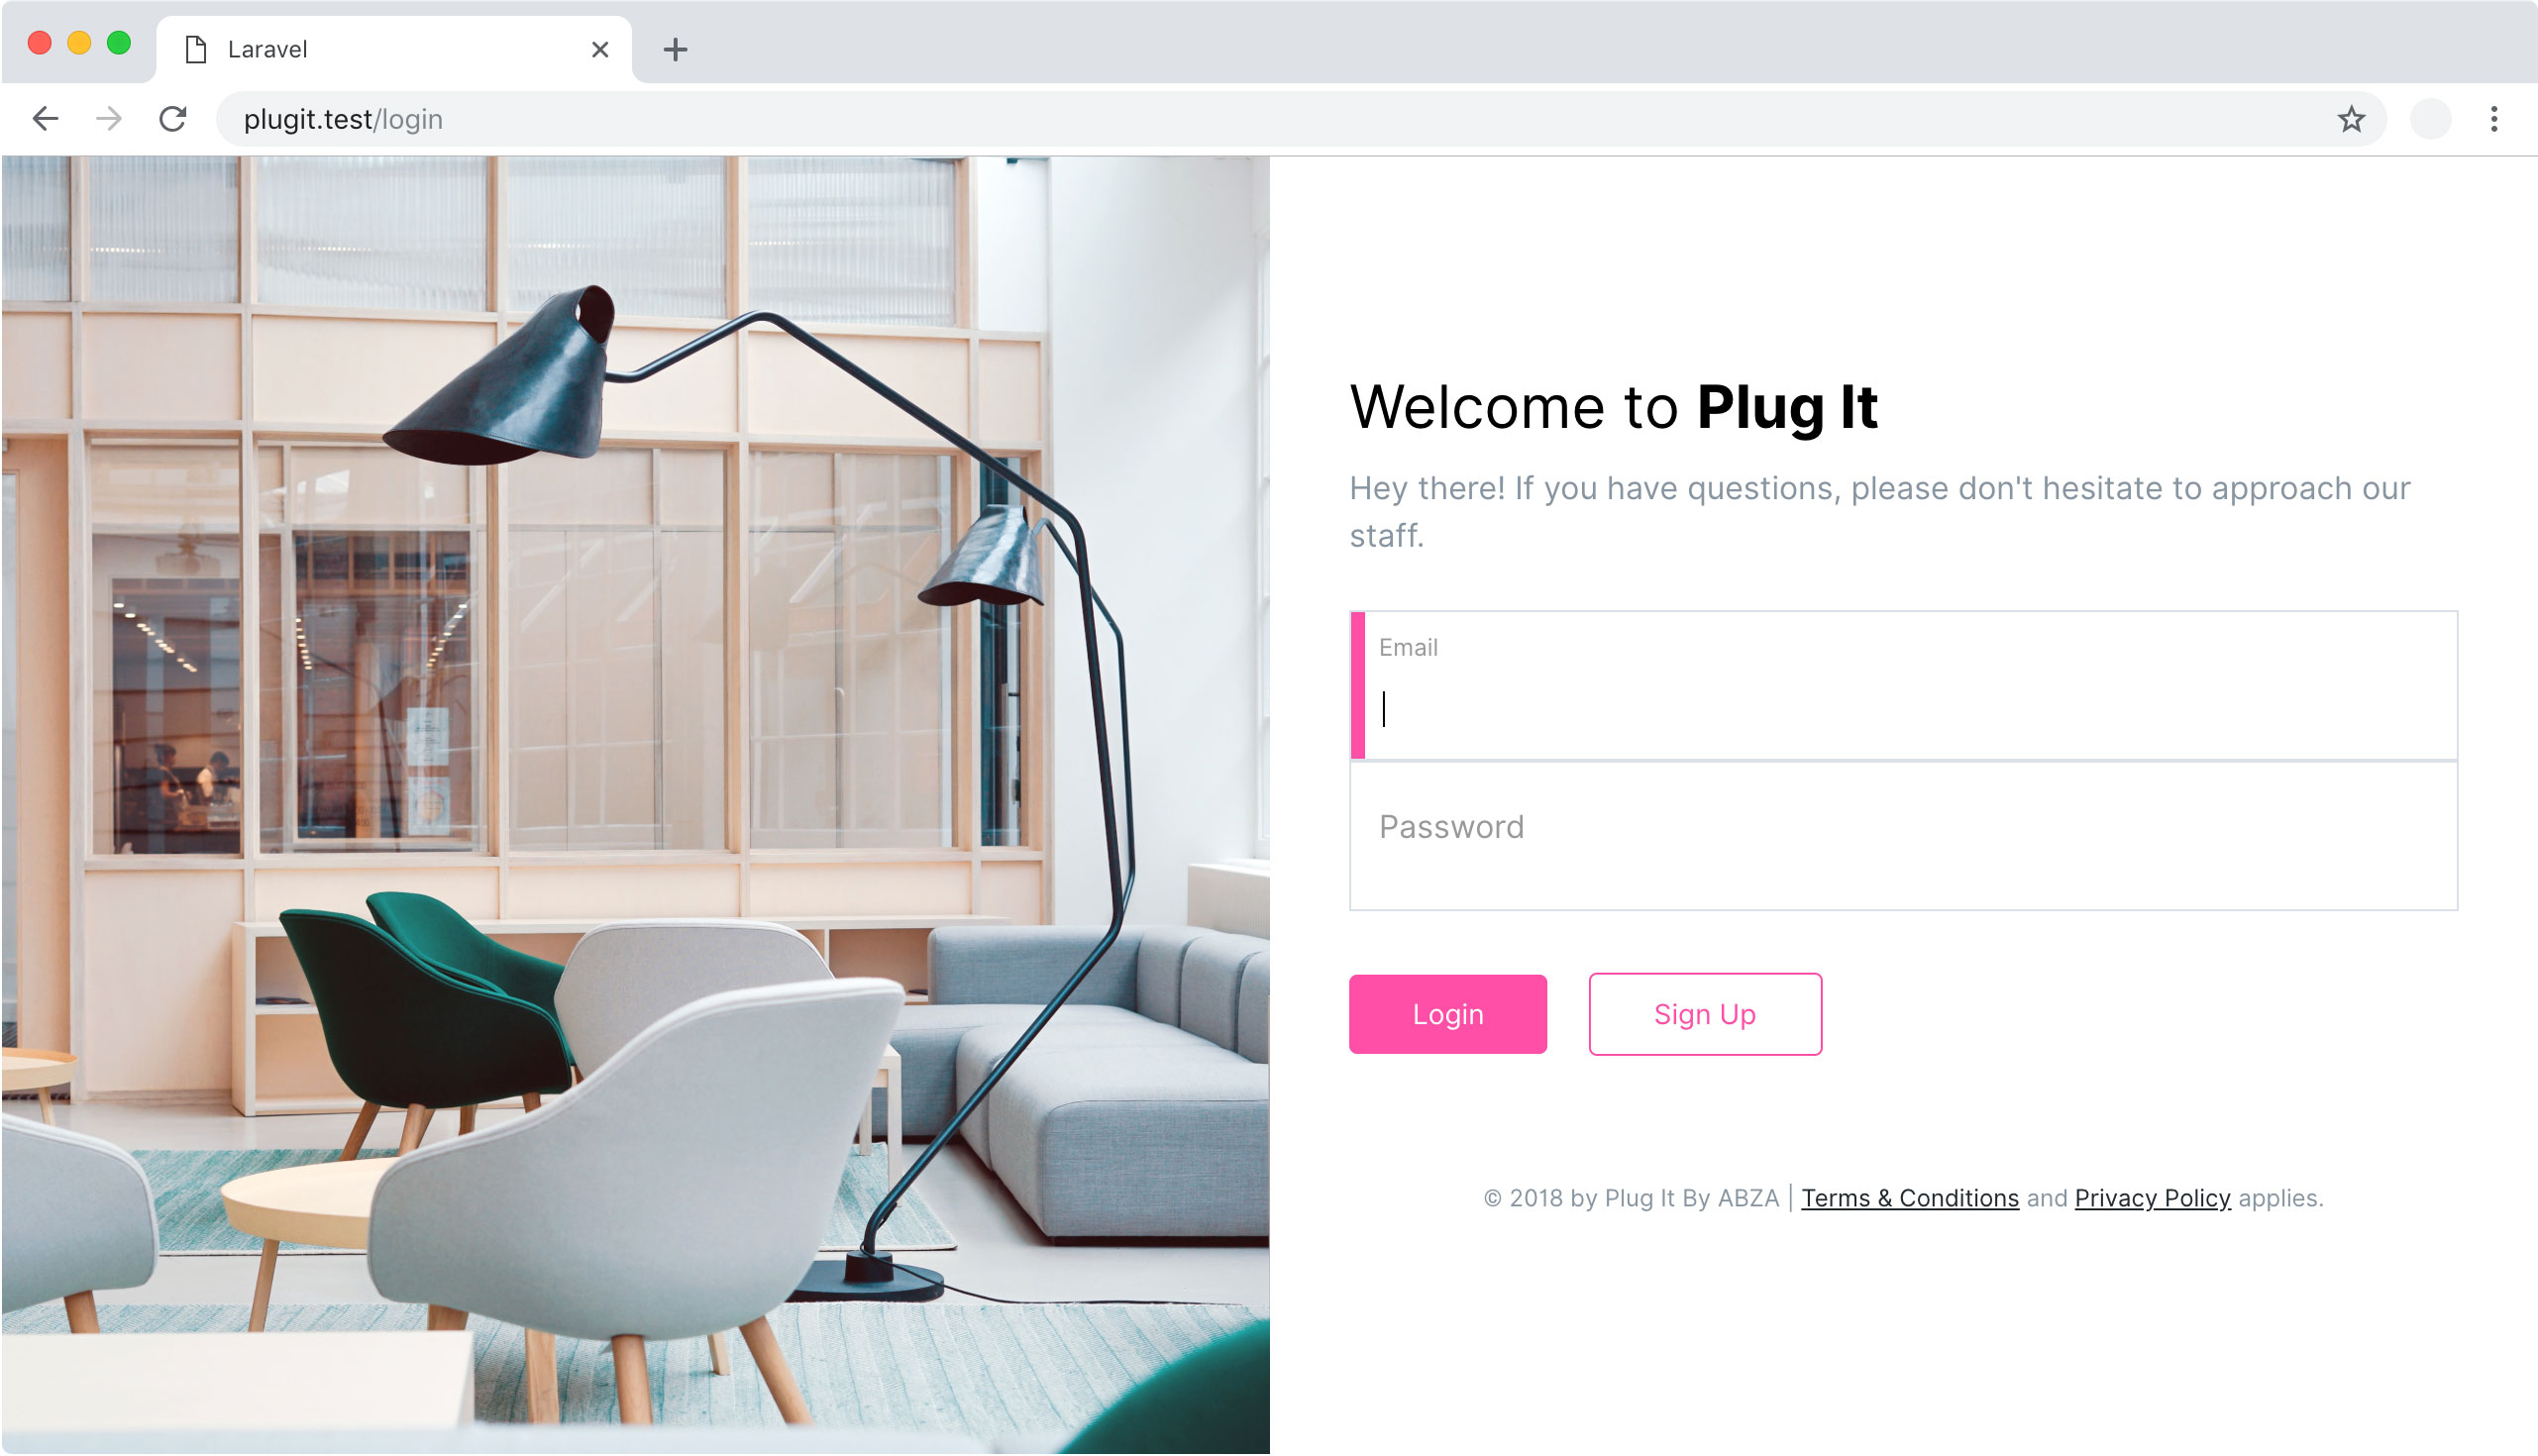 Laravel
plugit.test/login
Welcome to Plug It
Hey there! If you have questions, please don't hesitate to approach our
staff.
Email
Password
Login
Sign Up
© 2018 by Plug It By ABZA | Terms & Conditions and Privacy Policy applies.